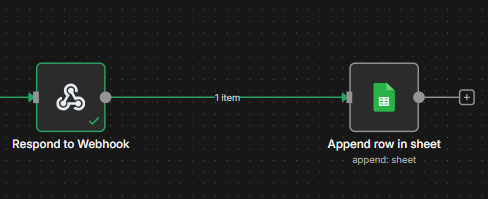 1 item
Respond to Webhook
Append row in sheet
append: sheet